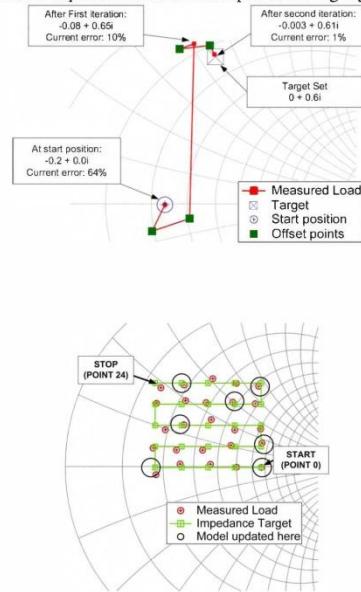 After First iteration:
-0.08 + 0.65i
Current error: 10%
After second iteration:
-0.003 + 0.61i
Current error: 1%
Target Set
0 + 0.6i
At start position:
-0.2 + 0.0i
Current error: 64%
Measured Load
Target
Start position
Offset points
STOP
(POINT 24)
START
(POINT 0)
Measured Load
Impedance Target
Model updated here